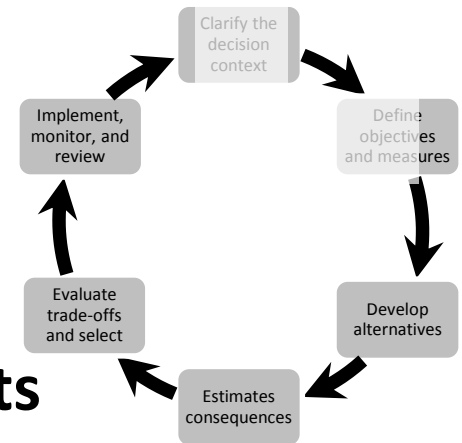 Clarify the
decision
context
Define
objectives
and measures
Develop
alternatives
Estimates
consequences
Evaluate
trade-offs
and select
Implement,
monitor, and
review
ts